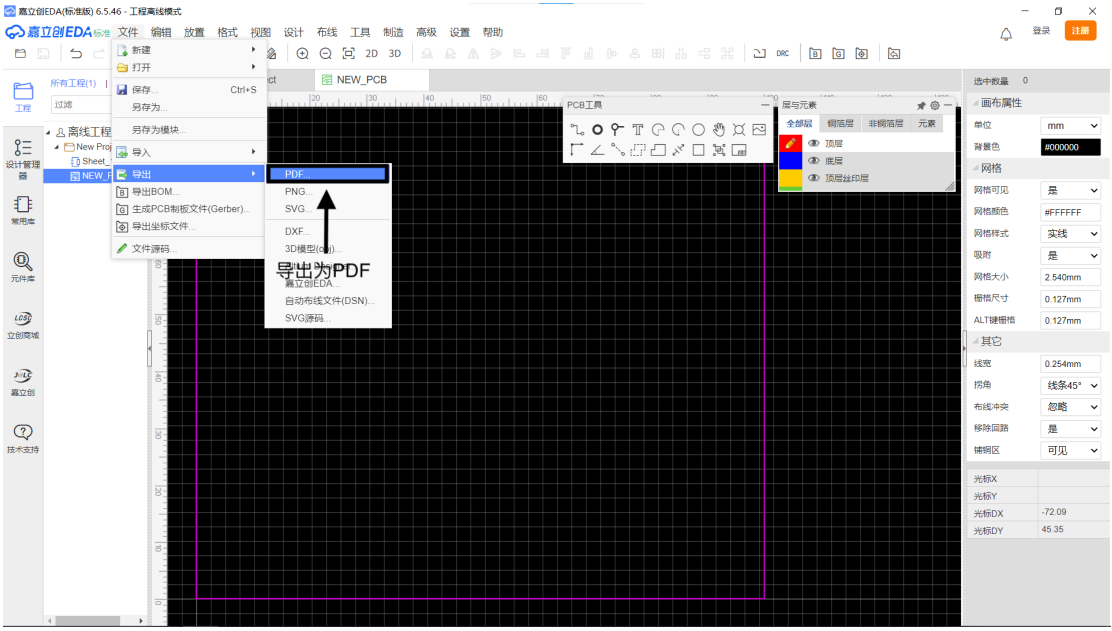 嘉立创EDA(标准版) 6.5.46 - 工程离线模式
嘉立创EDA标准
文件 编辑 放置 格式 视图 设计 布线 工具 制造 高级 设置 帮助
登录
注册
2D 3D
DRC
工程
设计管理器
常用库
元件库
立创商城
嘉立创
技术支持
所有工程(1)
过滤
离线工程
New Proj
Sheet_
NEW_P
新建
打开
保存... Ctrl+S
另存为...
另存为模块...
导入
导出
导出BOM...
生成PCB制板文件(Gerber)...
导出坐标文件...
文件源码...
PDF...
PNG...
SVG...
DXF...
3D模型(obj)...
Altium Designer...
嘉立创EDA...
自动布线文件(DSN)...
SVG源码...
导出为PDF
ct
NEW_PCB
20 30 40 50 60
50
40
30
20
10
0
PCB工具
层与元素
全部层 铜箔层 非铜箔层 元素
顶层
底层
顶层丝印层
选中数量 0
画布属性
单位 mm
背景色 #000000
网格
网格可见 是
网格颜色 #FFFFFF
网格样式 实线
吸附 是
网格大小 2.540mm
栅格尺寸 0.127mm
ALT键栅格 0.127mm
其它
线宽 0.254mm
拐角 线条45°
布线冲突 忽略
移除回路 是
铺铜区 可见
光标X
光标Y
光标DX -72.09
光标DY 45.35